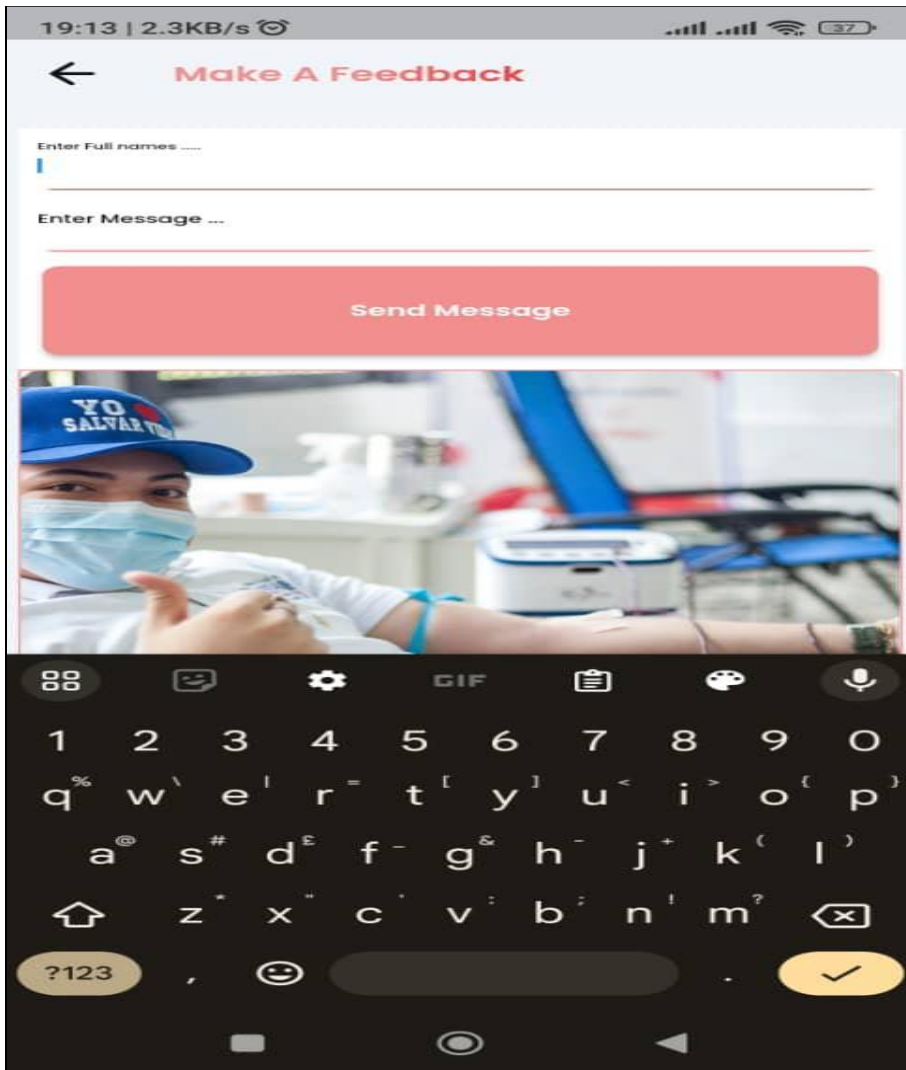 19:13 | 2.3KB/s
37
Make A Feedback
Enter Full names .....
Enter Message ...
Send Message
YO
SALVAR
GIF
1 2 3 4 5 6 7 8 9 0
q % w \ e | r = t [ y ] u < i > o { p }
a @ s # d £ f - g & h - j + k ( l )
z * x " c ' v : b ; n ! m ?
?123 , .